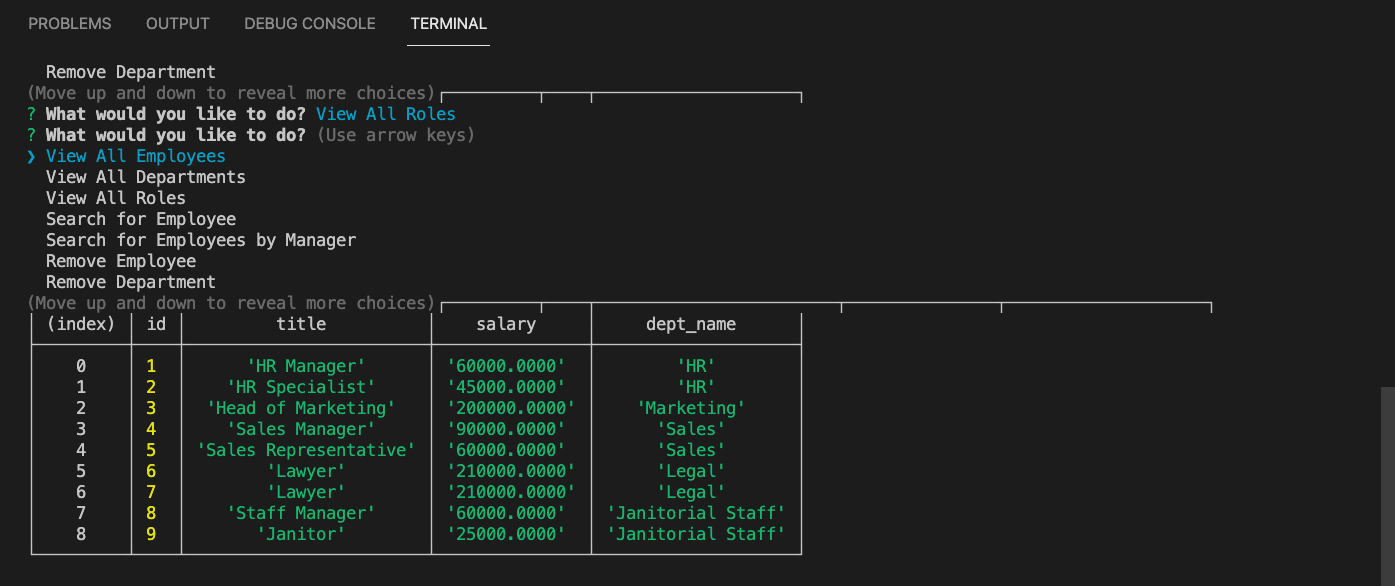 PROBLEMS OUTPUT DEBUG CONSOLE TERMINAL
Remove Department
(Move up and down to reveal more choices)
? What would you like to do? View All Roles
? What would you like to do? (Use arrow keys)
❯ View All Employees
View All Departments
View All Roles
Search for Employee
Search for Employees by Manager
Remove Employee
Remove Department
(Move up and down to reveal more choices)
(index) id title salary dept_name
0 1 'HR Manager' '60000.0000' 'HR'
1 2 'HR Specialist' '45000.0000' 'HR'
2 3 'Head of Marketing' '200000.0000' 'Marketing'
3 4 'Sales Manager' '90000.0000' 'Sales'
4 5 'Sales Representative' '60000.0000' 'Sales'
5 6 'Lawyer' '210000.0000' 'Legal'
6 7 'Lawyer' '210000.0000' 'Legal'
7 8 'Staff Manager' '60000.0000' 'Janitorial Staff'
8 9 'Janitor' '25000.0000' 'Janitorial Staff'